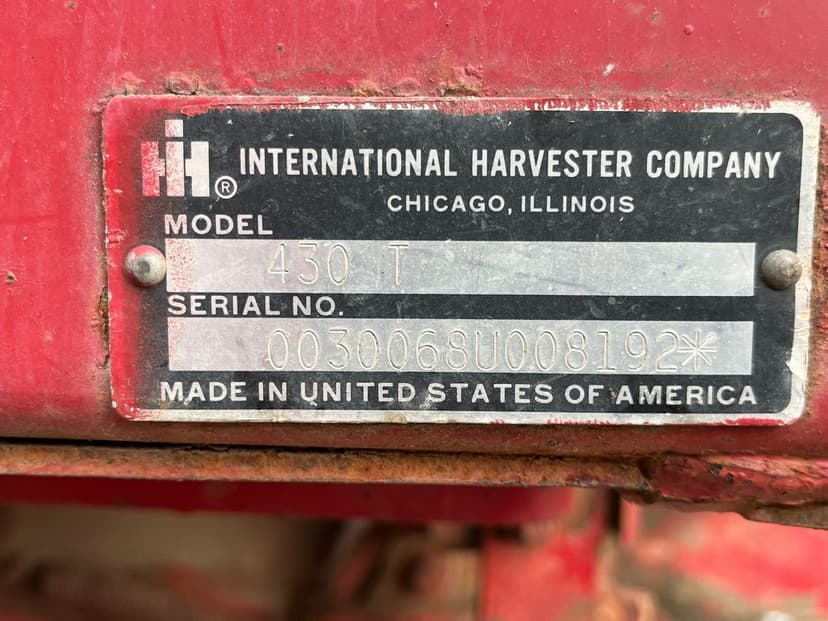 IH® INTERNATIONAL HARVESTER COMPANY
CHICAGO, ILLINOIS
MODEL
430 T
SERIAL NO.
0030068U008192*
MADE IN UNITED STATES OF AMERICA